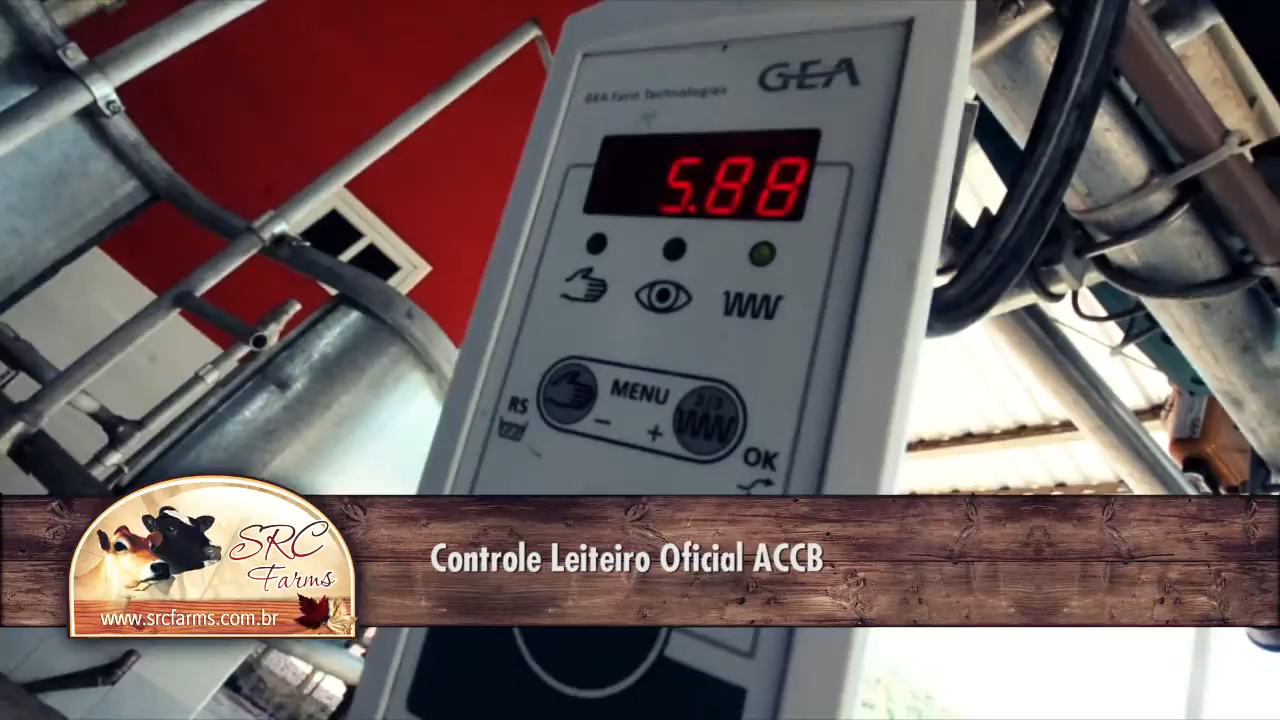 GEA
GEA Farm Technologies
5.88
MENU
RS
- +
OK
SRC
Farms
www.srcfarms.com.br
Controle Leiteiro Oficial ACCB